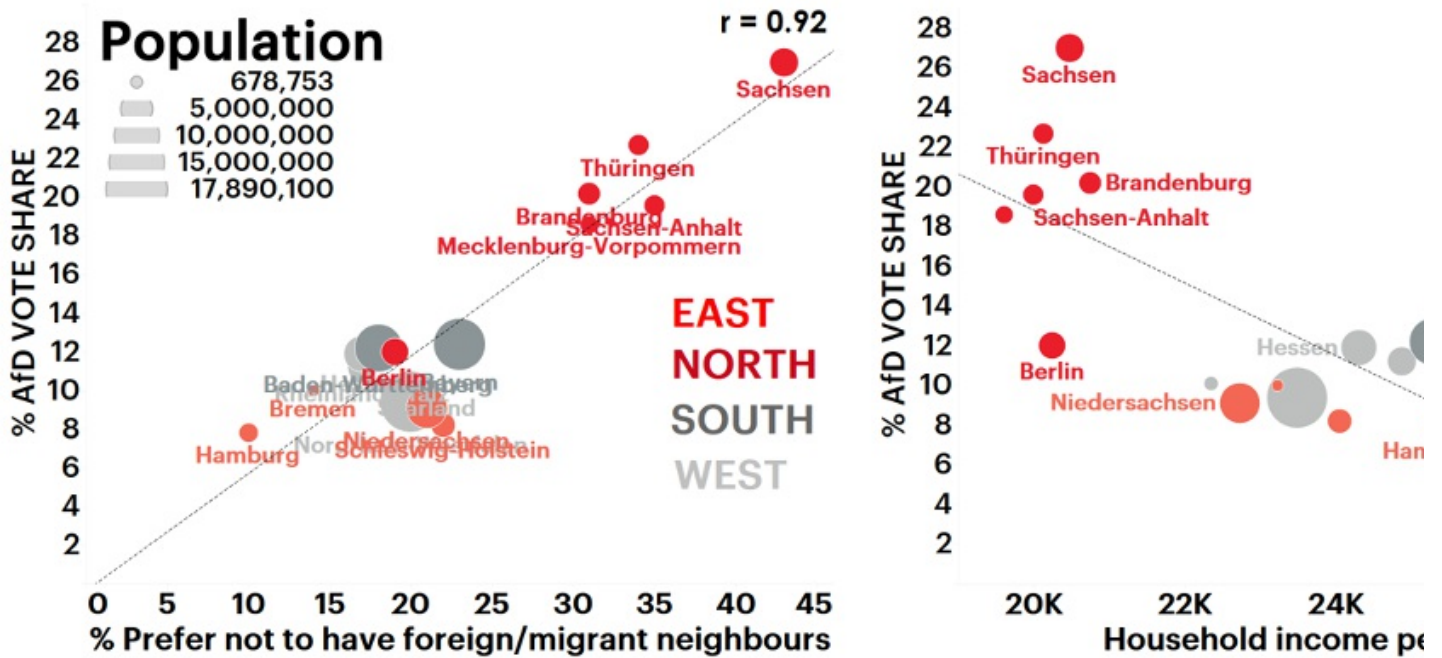 Population
678,753
5,000,000
10,000,000
15,000,000
17,890,100
r = 0.92
28
26
24
22
20
18
16
14
12
10
8
6
4
2
% AfD VOTE SHARE
Sachsen
Thüringen
Brandenburg
Sachsen-Anhalt
Mecklenburg-Vorpommern
Berlin
Bremen
Niedersachsen
Schleswig-Holstein
Hamburg
EAST
NORTH
SOUTH
WEST
0 5 10 15 20 25 30 35 40 45
% Prefer not to have foreign/migrant neighbours
28
26
24
22
20
18
16
14
12
10
8
6
4
2
% AfD VOTE SHARE
Sachsen
Thüringen
Brandenburg
Sachsen-Anhalt
Hessen
Berlin
Niedersachsen
Han
20K 22K 24K
Household income pe